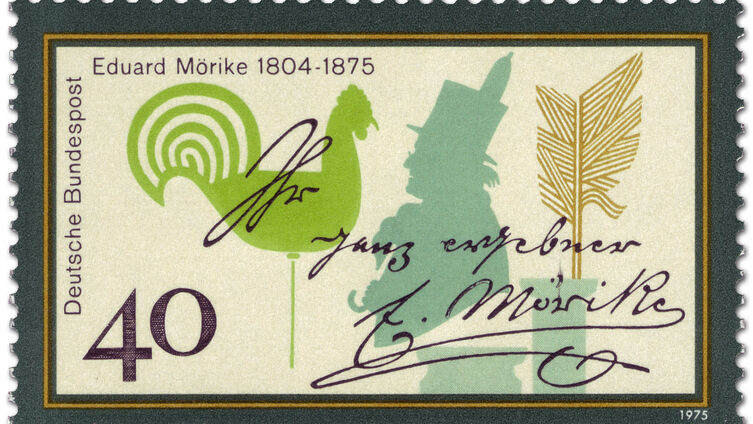 Eduard Mörike 1804-1875
Deutsche Bundespost
Ihr
ganz ergebner
E. Mörike
40
1975